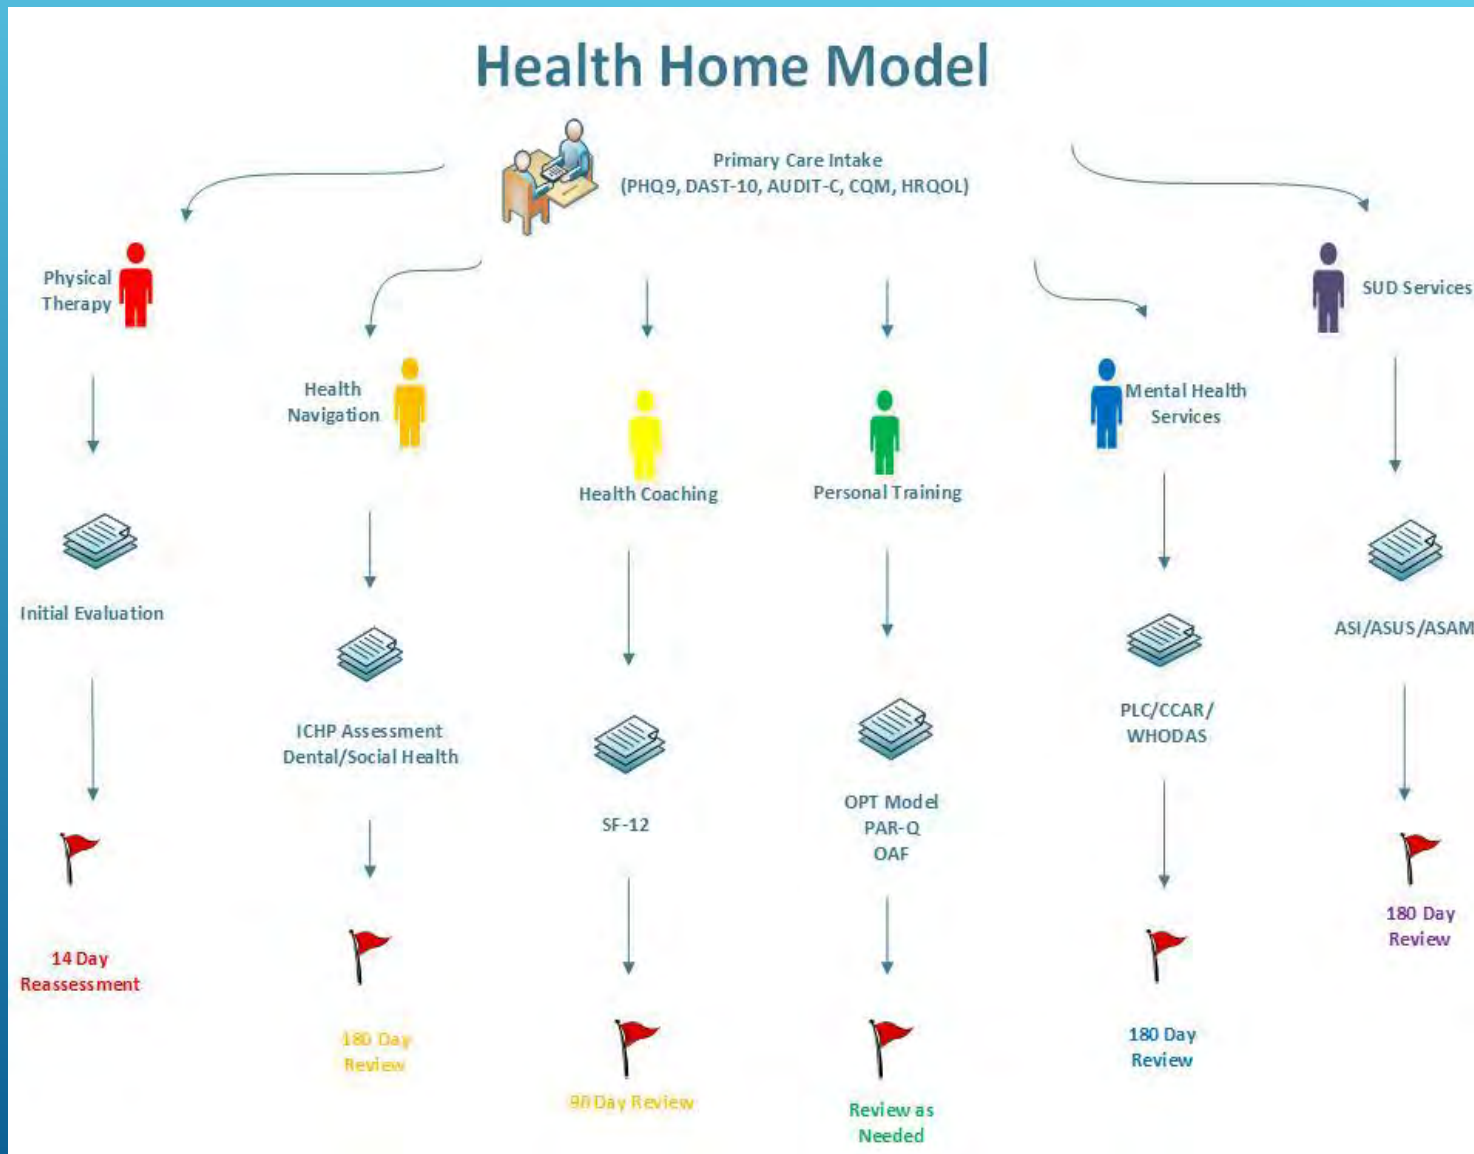 Health Home Model
Primary Care Intake
(PHQ9, DAST-10, AUDIT-C, CQM, HRQOL)
Physical
Therapy
Initial Evaluation
14 Day
Reassessment
Health
Navigation
ICHP Assessment
Dental/Social Health
180 Day
Review
Health Coaching
SF-12
90 Day Review
Personal Training
OPT Model
PAR-Q
OAF
Review as
Needed
Mental Health
Services
PLC/CCAR/
WHODAS
180 Day
Review
SUD Services
ASI/ASUS/ASAM
180 Day
Review